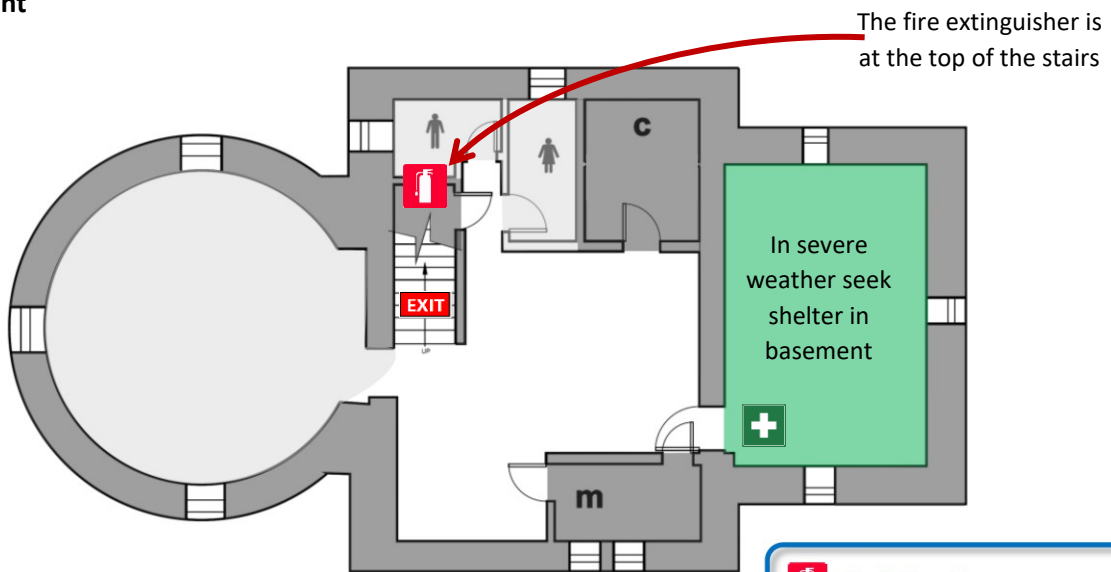 nt
The fire extinguisher is
at the top of the stairs
c
In severe
weather seek
shelter in
basement
EXIT
UP
m